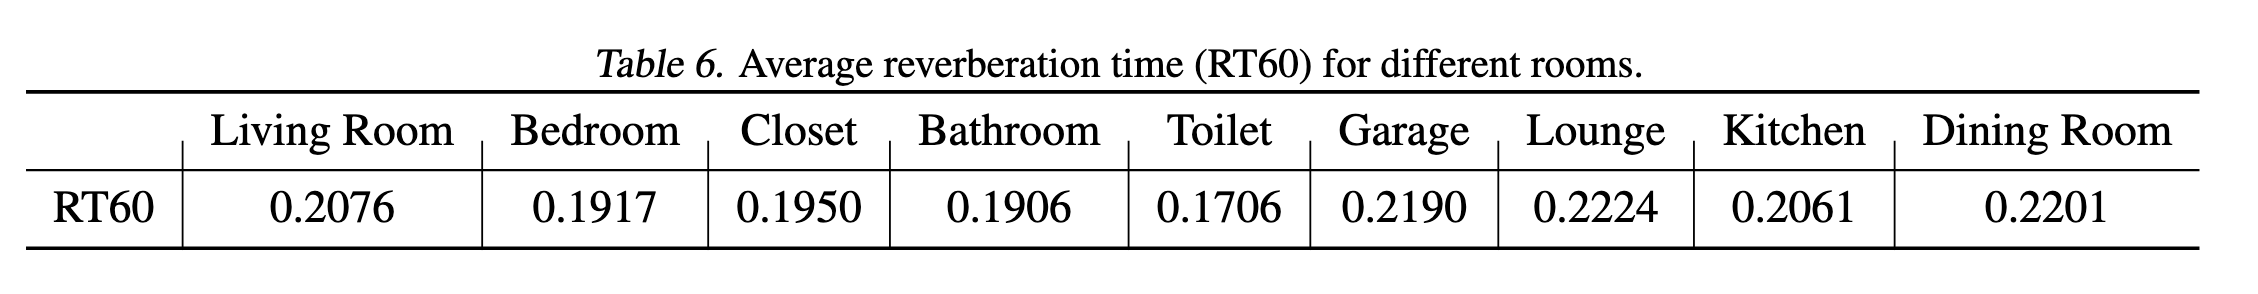 Table 6. Average reverberation time (RT60) for different rooms.
Living Room Bedroom Closet Bathroom Toilet Garage Lounge Kitchen Dining Room
RT60 0.2076 0.1917 0.1950 0.1906 0.1706 0.2190 0.2224 0.2061 0.2201